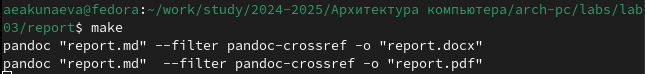 aeakunaeva@fedora:~/work/study/2024-2025/Архитектура компьютера/arch-pc/labs/lab
03/report$ make
pandoc "report.md" --filter pandoc-crossref -o "report.docx"
pandoc "report.md"  --filter pandoc-crossref -o "report.pdf"